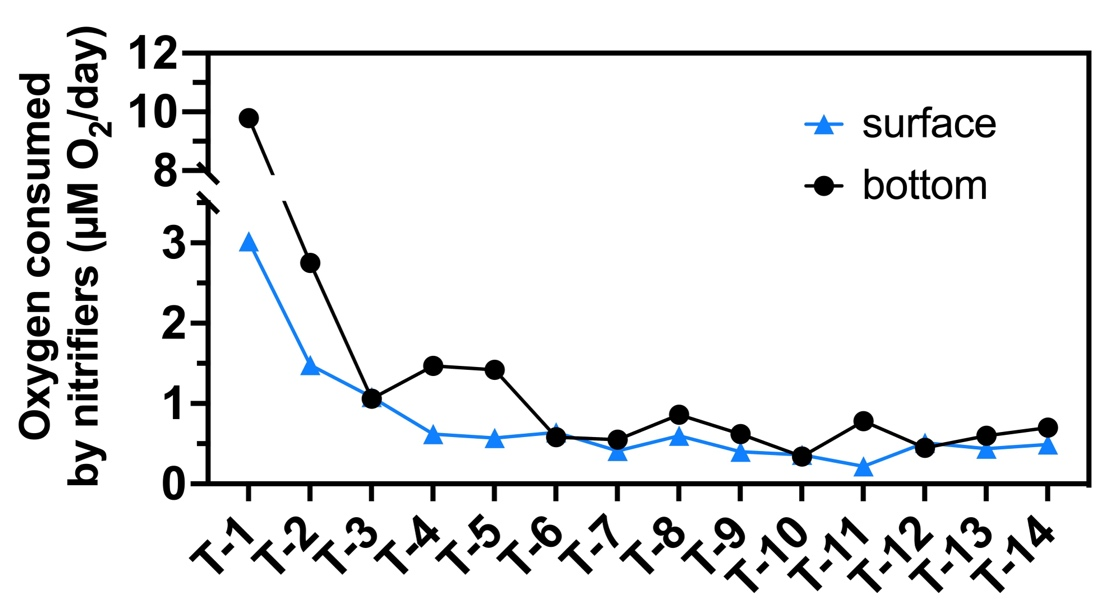 Oxygen consumed
by nitrifiers (µM O₂/day)
12
10
8
3
2
1
0
surface
bottom
T-1
T-2
T-3
T-4
T-5
T-6
T-7
T-8
T-9
T-10
T-11
T-12
T-13
T-14